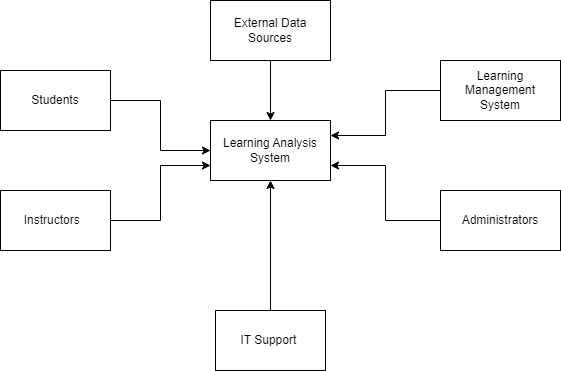 External Data
Sources
Students
Learning
Management
System
Learning Analysis
System
Instructors
Administrators
IT Support